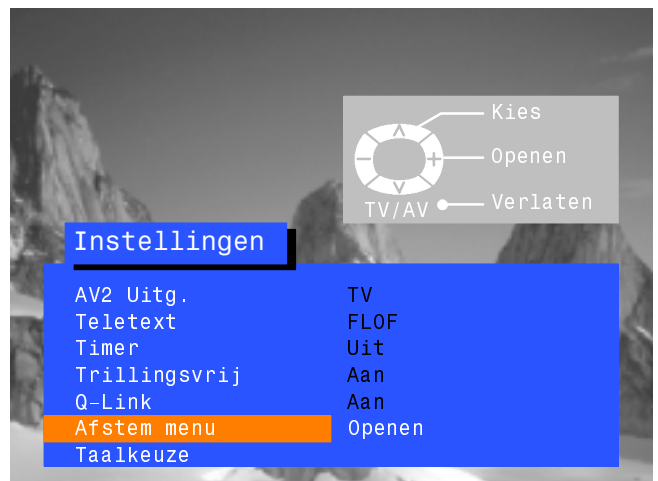 Kies
Openen
TV/AV Verlaten
Instellingen
AV2 Uitg. TV
Teletext FLOF
Timer Uit
Trillingsvrij Aan
Q-Link Aan
Afstem menu Openen
Taalkeuze